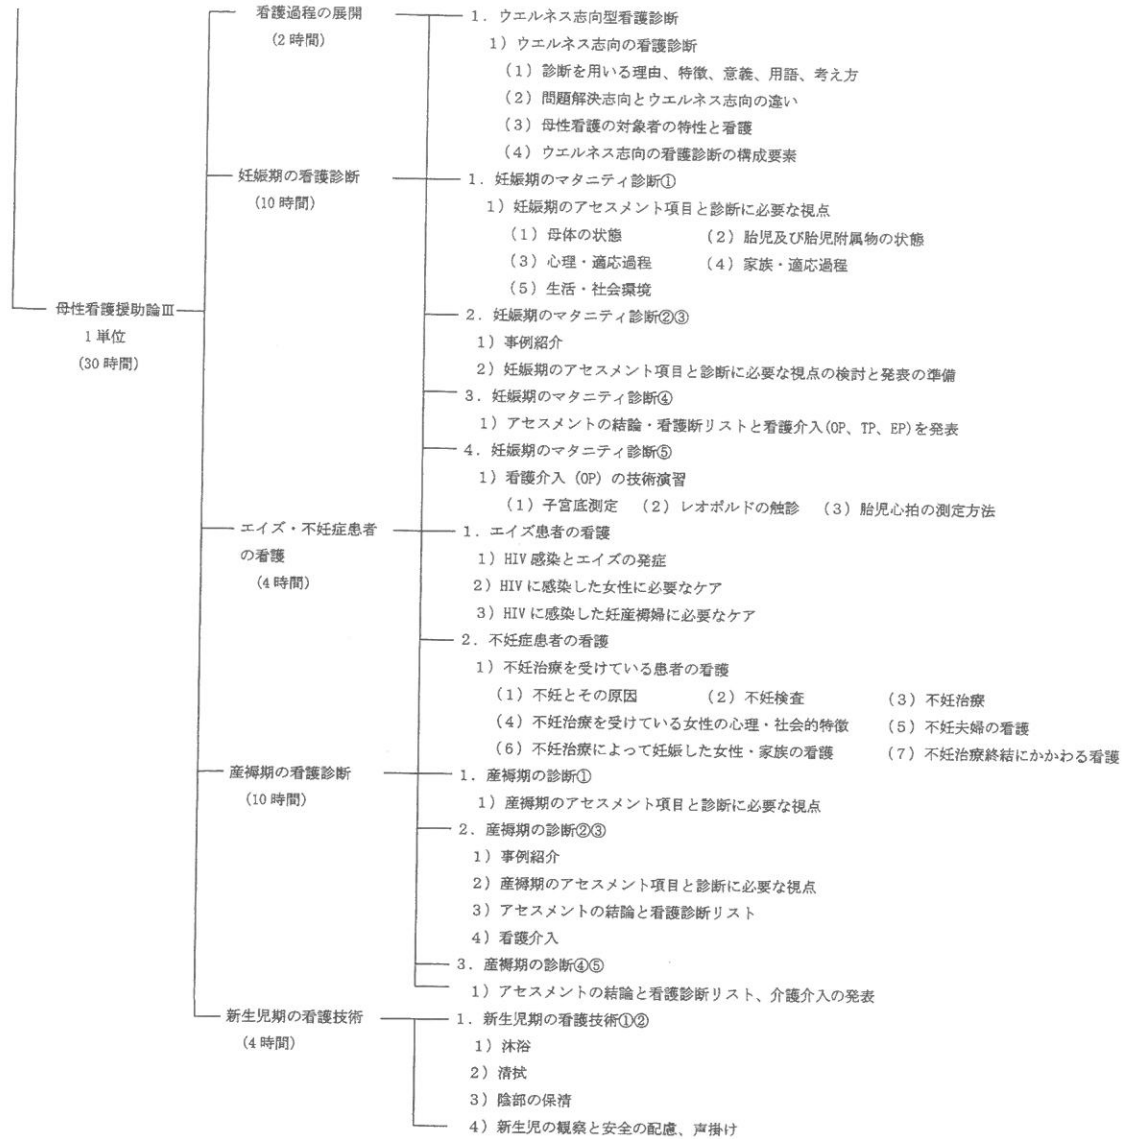 看護過程の展開
(2時間)
1. ウエルネス志向型看護診断
1) ウエルネス志向の看護診断
(1) 診断を用いる理由、特徴、意義、用語、考え方
(2) 問題解決志向とウエルネス志向の違い
(3) 母性看護の対象者の特性と看護
(4) ウエルネス志向の看護診断の構成要素
妊娠期の看護診断
(10時間)
1. 妊娠期のマタニティ診断①
1) 妊娠期のアセスメント項目と診断に必要な視点
(1) 母体の状態 (2) 胎児及び胎児附属物の状態
(3) 心理・適応過程 (4) 家族・適応過程
(5) 生活・社会環境
母性看護援助論Ⅲ
1単位
(30時間)
2. 妊娠期のマタニティ診断②③
1) 事例紹介
2) 妊娠期のアセスメント項目と診断に必要な視点の検討と発表の準備
3. 妊娠期のマタニティ診断④
1) アセスメントの結論・看護断リストと看護介入(OP、TP、EP)を発表
4. 妊娠期のマタニティ診断⑤
1) 看護介入 (OP) の技術演習
(1) 子宮底測定 (2) レオポルドの触診 (3) 胎児心拍の測定方法
エイズ・不妊症患者
の看護
(4時間)
1. エイズ患者の看護
1) HIV感染とエイズの発症
2) HIVに感染した女性に必要なケア
3) HIVに感染した妊産褥婦に必要なケア
2. 不妊症患者の看護
1) 不妊治療を受けている患者の看護
(1) 不妊とその原因 (2) 不妊検査 (3) 不妊治療
(4) 不妊治療を受けている女性の心理・社会的特徴 (5) 不妊夫婦の看護
(6) 不妊治療によって妊娠した女性・家族の看護 (7) 不妊治療終結にかかわる看護
産褥期の看護診断
(10時間)
1. 産褥期の診断①
1) 産褥期のアセスメント項目と診断に必要な視点
2. 産褥期の診断②③
1) 事例紹介
2) 産褥期のアセスメント項目と診断に必要な視点
3) アセスメントの結論と看護診断リスト
4) 看護介入
3. 産褥期の診断④⑤
1) アセスメントの結論と看護診断リスト、介護介入の発表
新生児期の看護技術
(4時間)
1. 新生児期の看護技術①②
1) 沐浴
2) 清拭
3) 陰部の保清
4) 新生児の観察と安全の配慮、声掛け